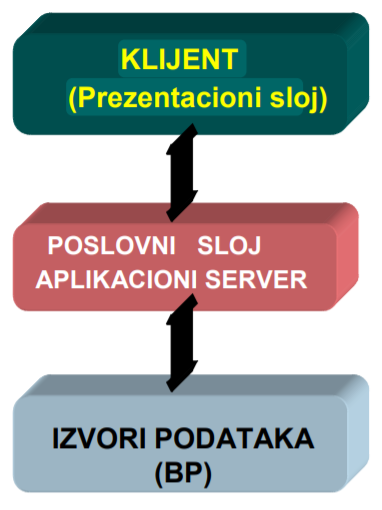 KLIJENT
(Prezentacioni sloj)
POSLOVNI SLOJ
APLIKACIONI SERVER
IZVORI PODATAKA
(BP)